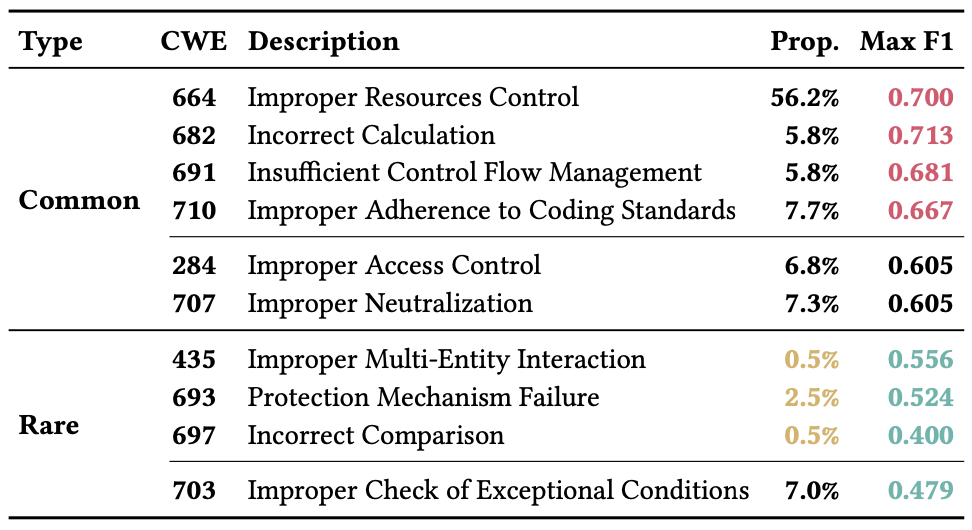 Type CWE Description Prop. Max F1
664 Improper Resources Control 56.2% 0.700
682 Incorrect Calculation 5.8% 0.713
691 Insufficient Control Flow Management 5.8% 0.681
Common
710 Improper Adherence to Coding Standards 7.7% 0.667
284 Improper Access Control 6.8% 0.605
707 Improper Neutralization 7.3% 0.605
435 Improper Multi-Entity Interaction 0.5% 0.556
693 Protection Mechanism Failure 2.5% 0.524
Rare
697 Incorrect Comparison 0.5% 0.400
703 Improper Check of Exceptional Conditions 7.0% 0.479